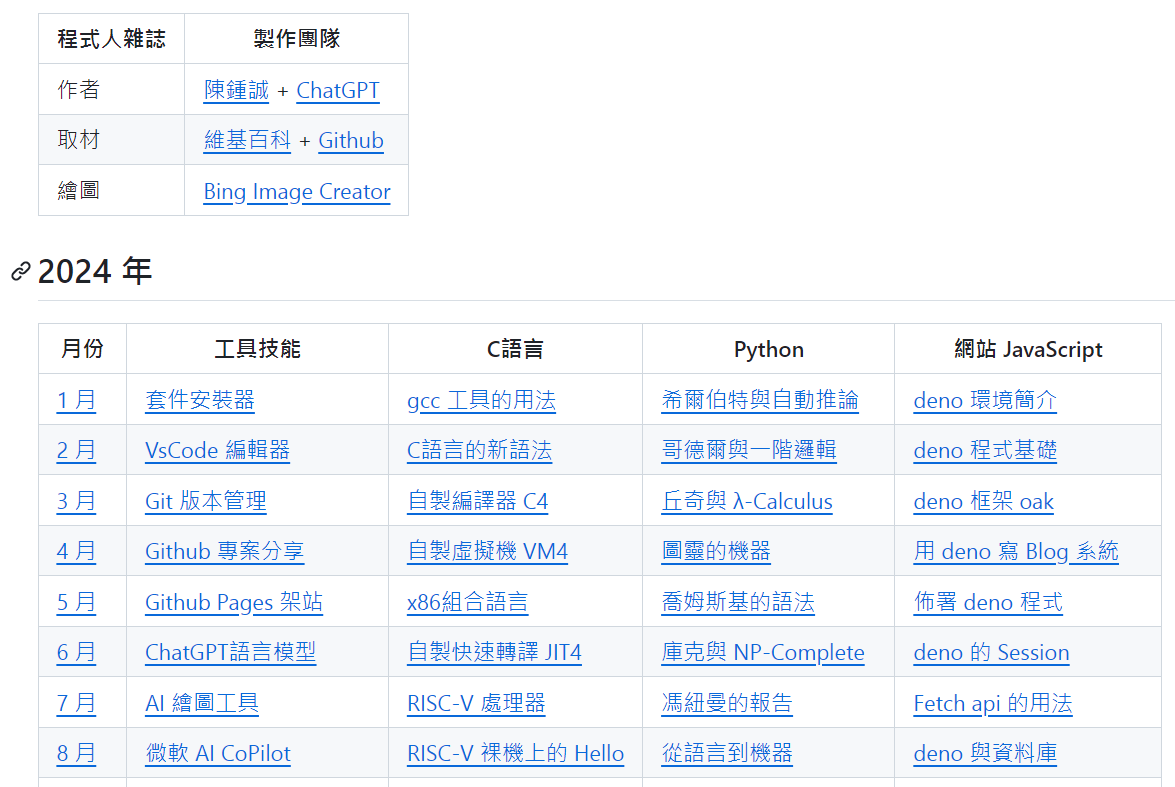 程式人雜誌 製作團隊
作者 陳鍾誠 + ChatGPT
取材 維基百科 + Github
繪圖 Bing Image Creator
2024 年
月份 工具技能 C語言 Python 網站 JavaScript
1 月 套件安裝器 gcc 工具的用法 希爾伯特與自動推論 deno 環境簡介
2 月 VsCode 編輯器 C語言的新語法 哥德爾與一階邏輯 deno 程式基礎
3 月 Git 版本管理 自製編譯器 C4 丘奇與 λ-Calculus deno 框架 oak
4 月 Github 專案分享 自製虛擬機 VM4 圖靈的機器 用 deno 寫 Blog 系統
5 月 Github Pages 架站 x86組合語言 喬姆斯基的語法 佈署 deno 程式
6 月 ChatGPT語言模型 自製快速轉譯 JIT4 庫克與 NP-Complete deno 的 Session
7 月 AI 繪圖工具 RISC-V 處理器 馮紐曼的報告 Fetch api 的用法
8 月 微軟 AI CoPilot RISC-V 裸機上的 Hello 從語言到機器 deno 與資料庫